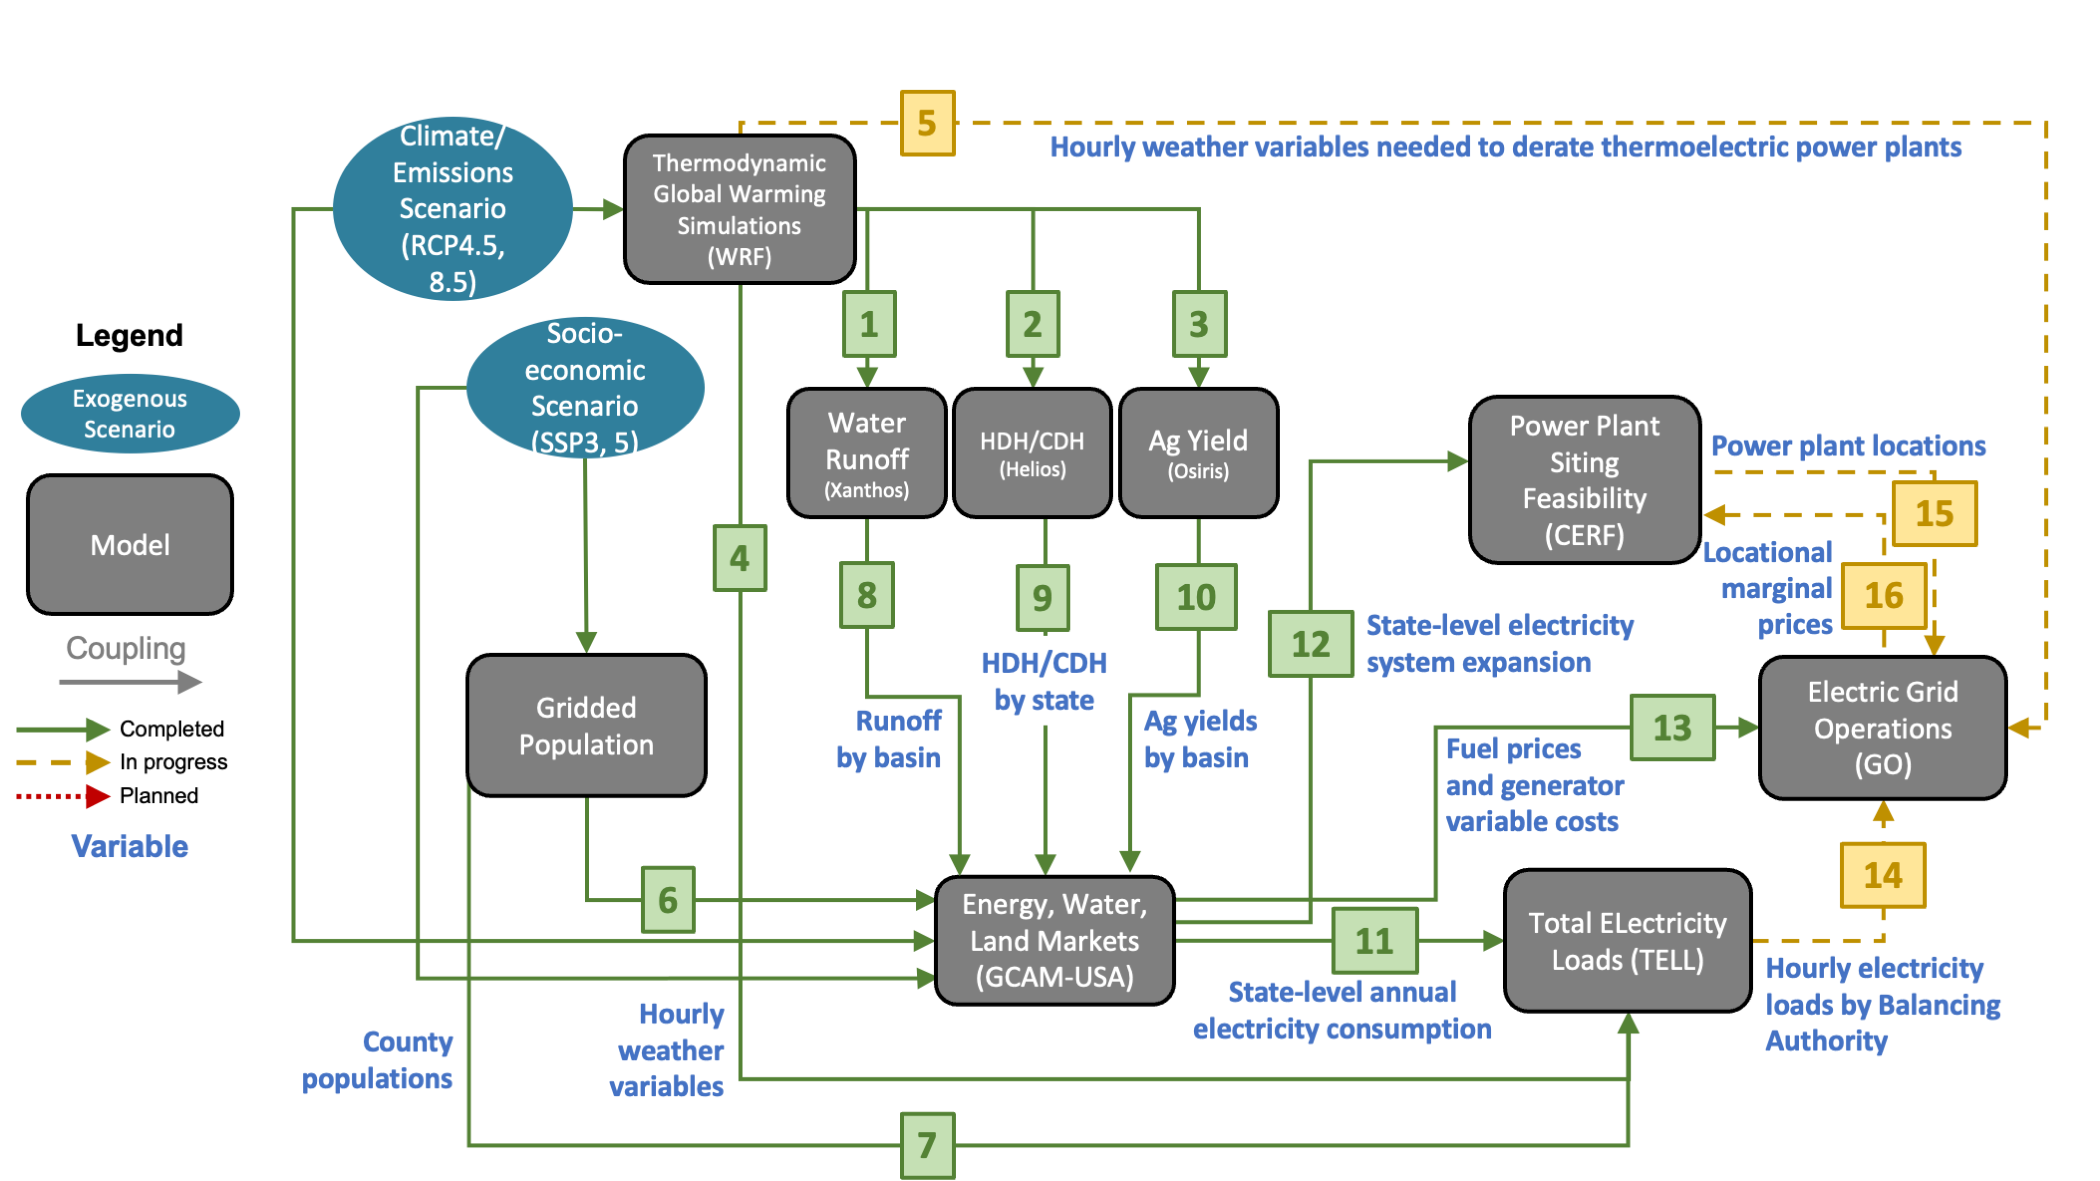 5
Hourly weather variables needed to derate thermoelectric power plants
Climate/
Emissions
Scenario
(RCP4.5,
8.5)
Thermodynamic
Global Warming
Simulations
(WRF)
1
2
3
Legend
Exogenous
Scenario
Model
Coupling
Completed
In progress
Planned
Variable
Socio-
economic
Scenario
(SSP3, 5)
Water
Runoff
(Xanthos)
HDH/CDH
(Helios)
Ag Yield
(Osiris)
Power Plant
Siting
Feasibility
(CERF)
Power plant locations
15
Locational
marginal
prices
16
4
8
9
10
12
State-level electricity
system expansion
HDH/CDH
by state
Gridded
Population
Runoff
by basin
Ag yields
by basin
13
Fuel prices
and generator
variable costs
Electric Grid
Operations
(GO)
14
6
Energy, Water,
Land Markets
(GCAM-USA)
11
State-level annual
electricity consumption
Total ELectricity
Loads (TELL)
Hourly electricity
loads by Balancing
Authority
County
populations
Hourly
weather
variables
7